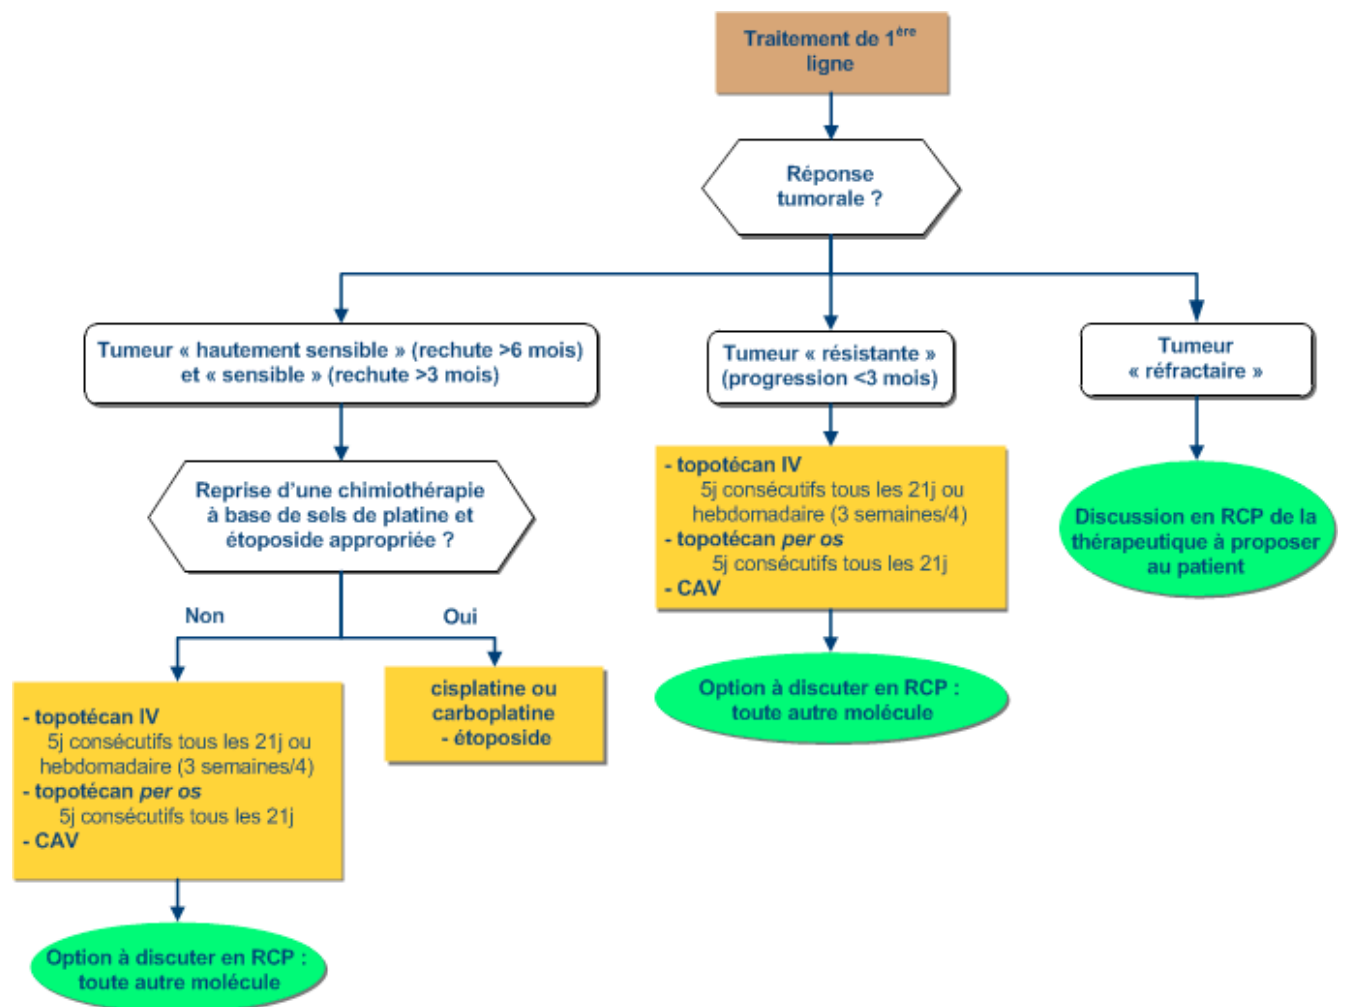 Traitement de 1ère
ligne
Réponse
tumorale ?
Tumeur « hautement sensible » (rechute >6 mois)
et « sensible » (rechute >3 mois)
Tumeur « résistante »
(progression <3 mois)
Tumeur
« réfractaire »
Reprise d'une chimiothérapie
à base de sels de platine et
étoposide appropriée ?
- topotécan IV
5j consécutifs tous les 21j ou
hebdomadaire (3 semaines/4)
- topotécan per os
5j consécutifs tous les 21j
- CAV
Discussion en RCP de la
thérapeutique à proposer
au patient
Non
Oui
- topotécan IV
5j consécutifs tous les 21j ou
hebdomadaire (3 semaines/4)
- topotécan per os
5j consécutifs tous les 21j
- CAV
cisplatine ou
carboplatine
- étoposide
Option à discuter en RCP :
toute autre molécule
Option à discuter en RCP :
toute autre molécule